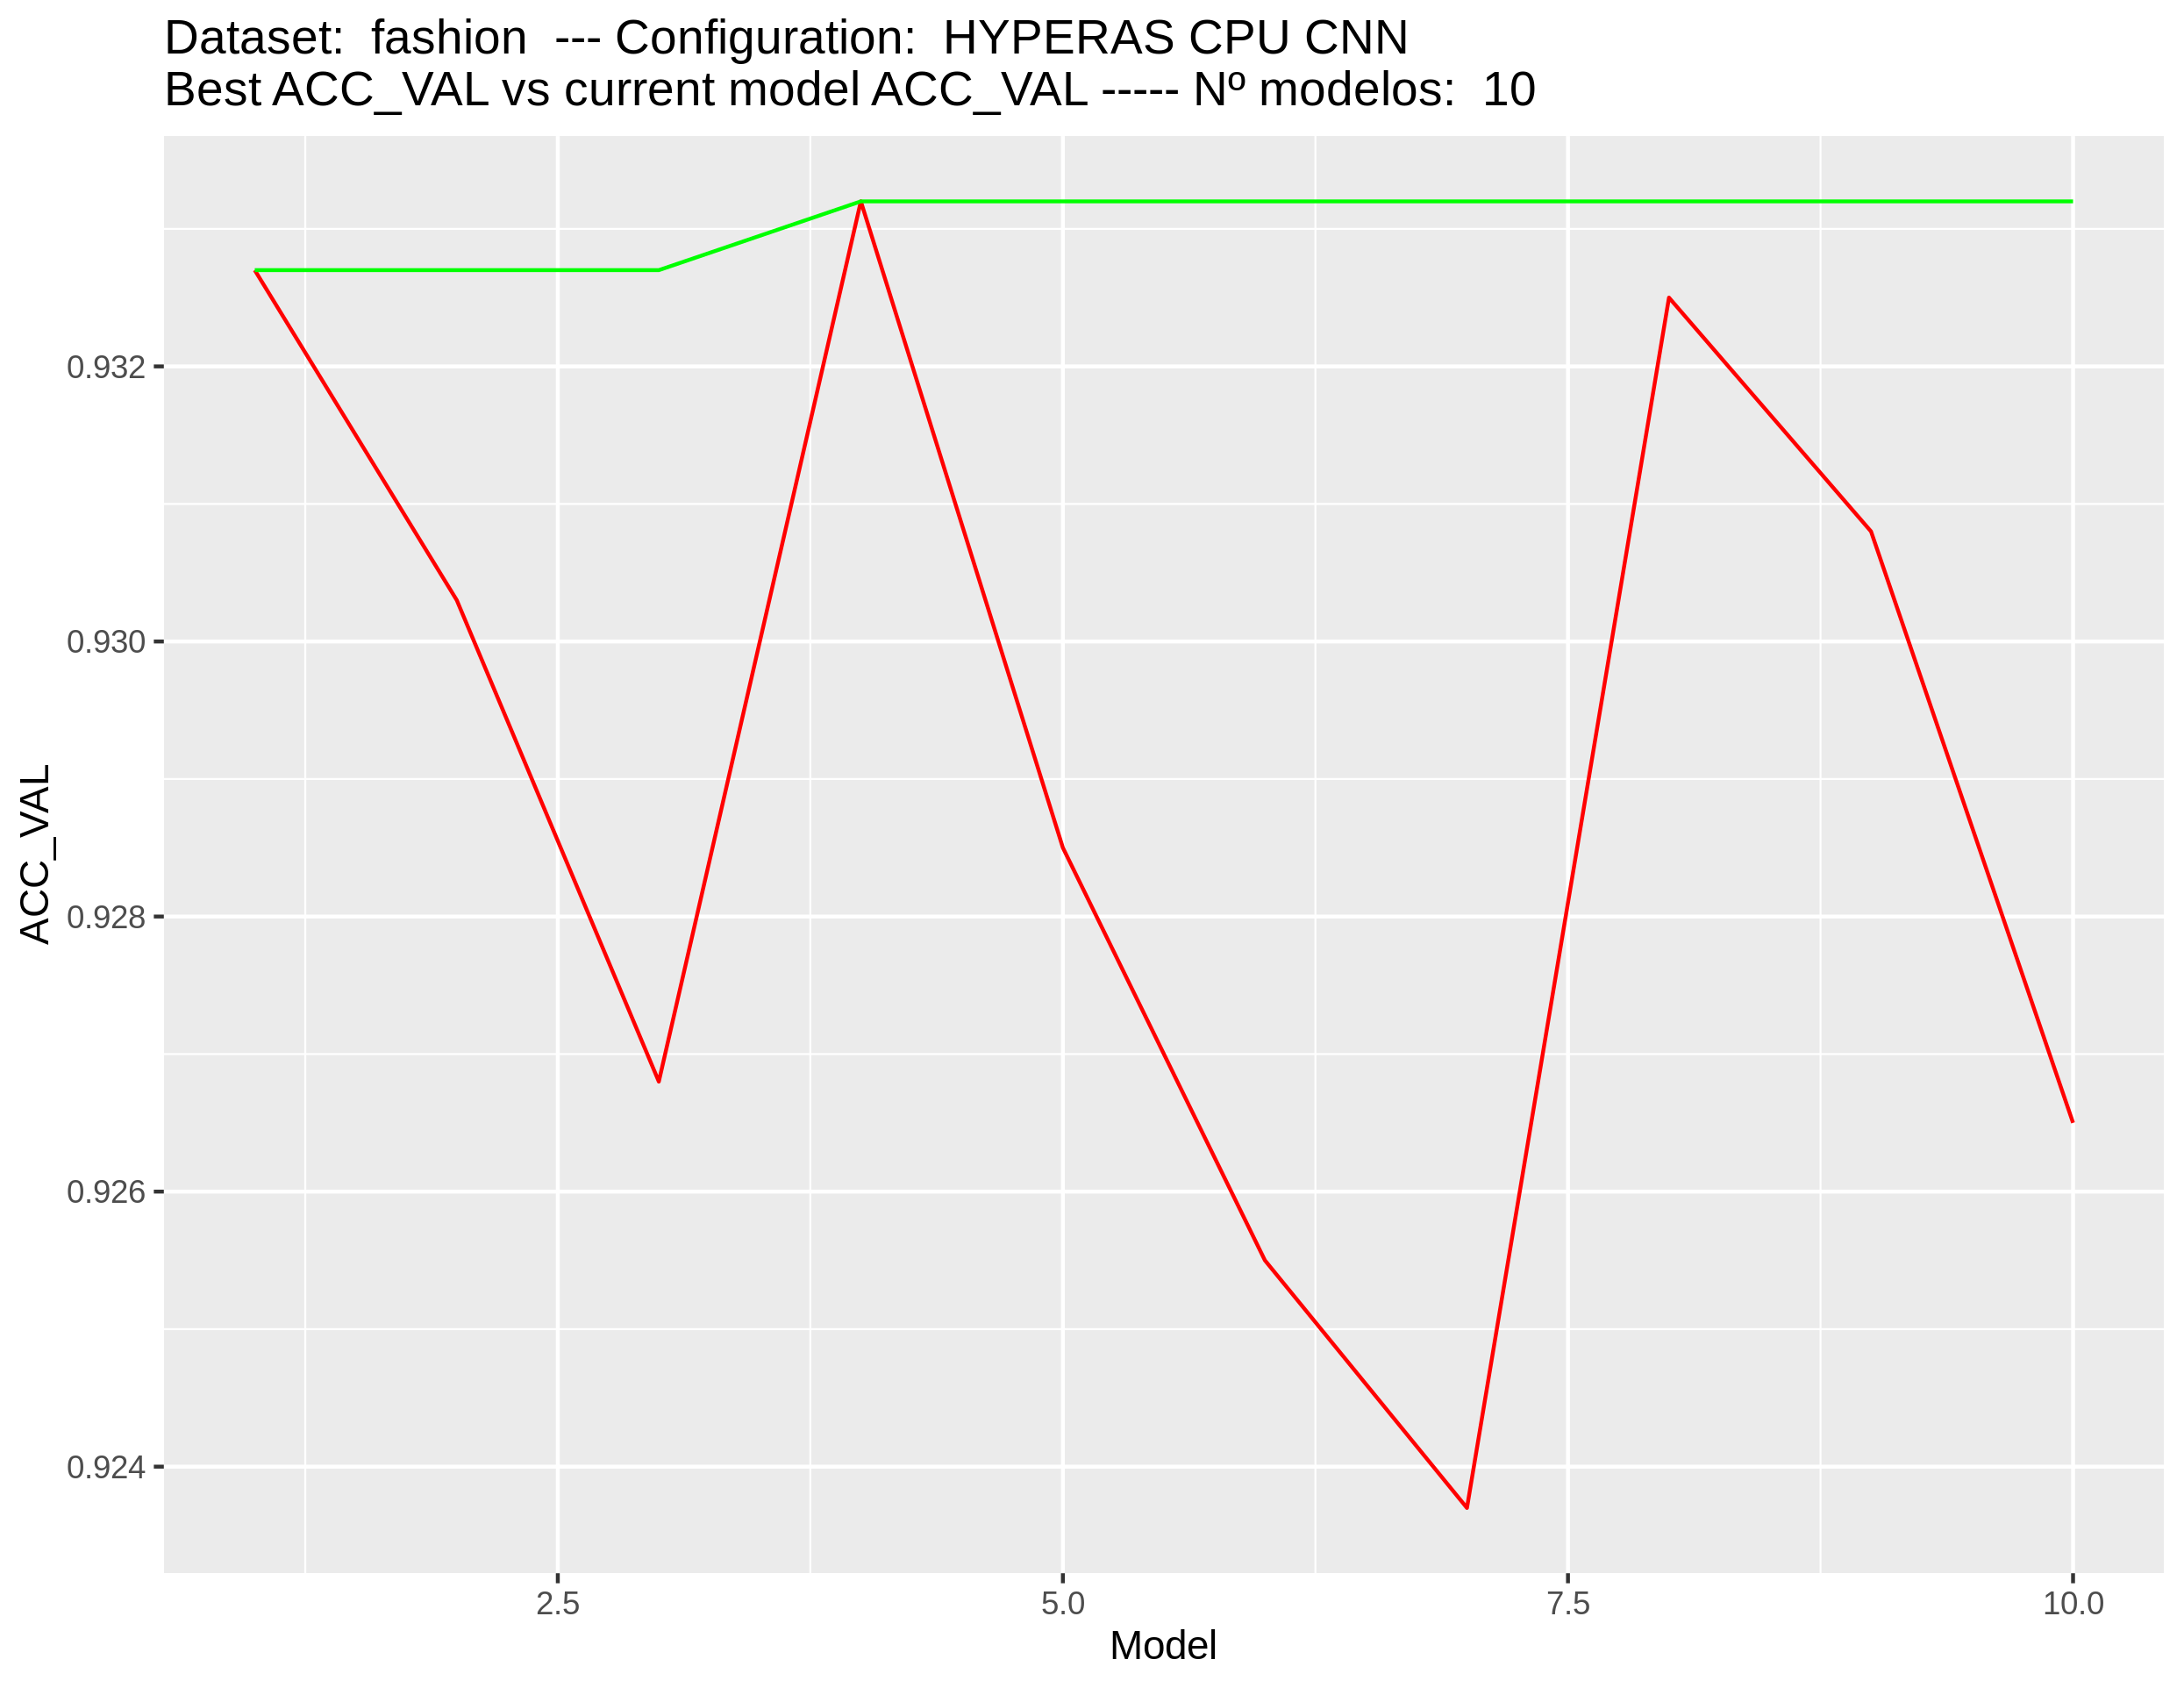 Dataset:  fashion  --- Configuration:  HYPERAS CPU CNN
Best ACC_VAL vs current model ACC_VAL ----- Nº modelos:  10
ACC_VAL
0.932
0.930
0.928
0.926
0.924
2.5 5.0 7.5 10.0
Model